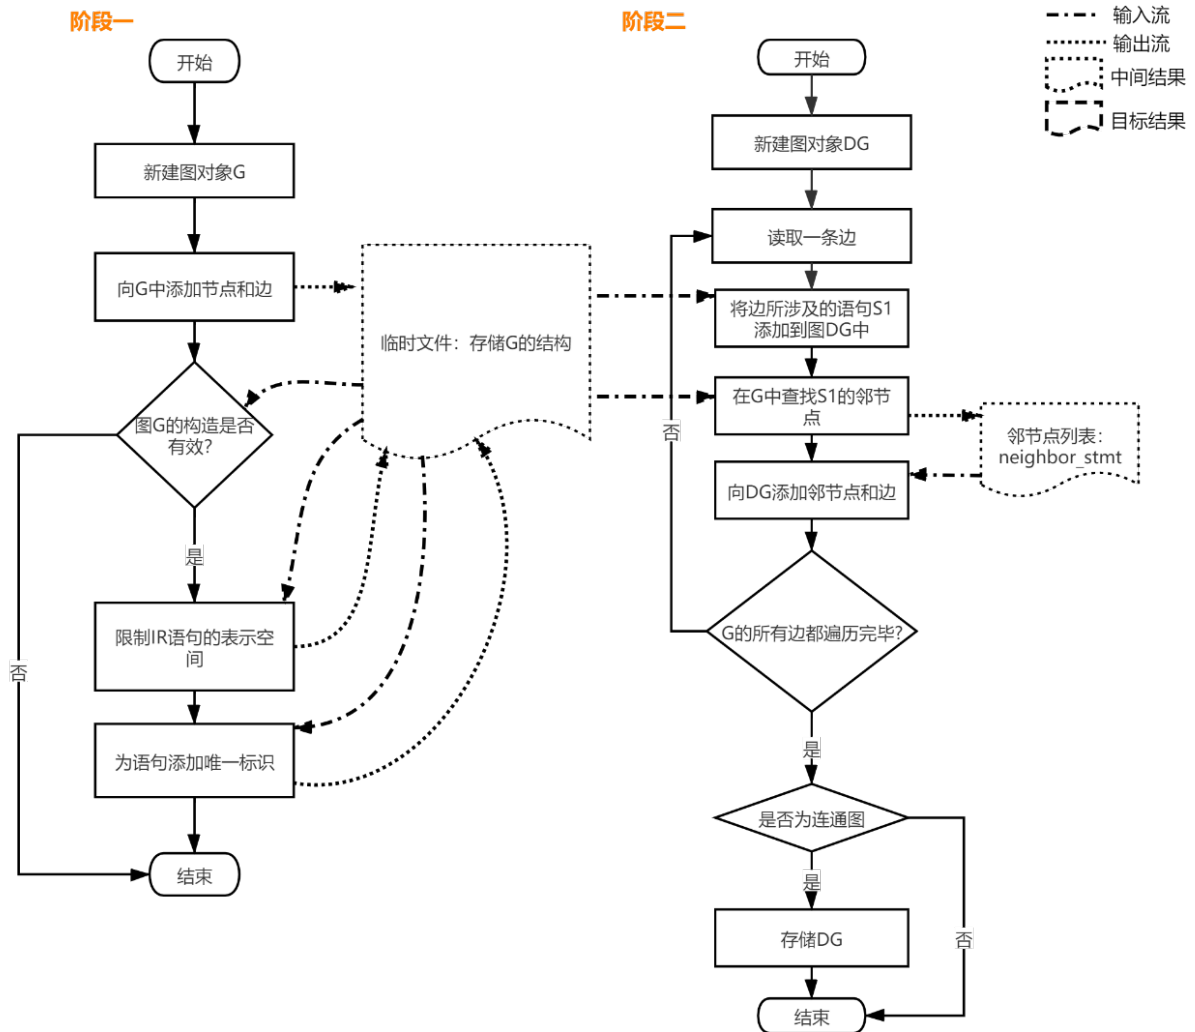 阶段一
开始
新建图对象G
向G中添加节点和边
图G的构造是否
有效?
是
否
限制IR语句的表示空
间
为语句添加唯一标识
结束
临时文件：存储G的结构
阶段二
开始
新建图对象DG
读取一条边
将边所涉及的语句S1
添加到图DG中
在G中查找S1的邻节
点
否
邻节点列表：
neighbor_stmt
向DG添加邻节点和边
G的所有边都遍历完毕?
是
是否为连通图
是
否
存储DG
结束
输入流
输出流
中间结果
目标结果